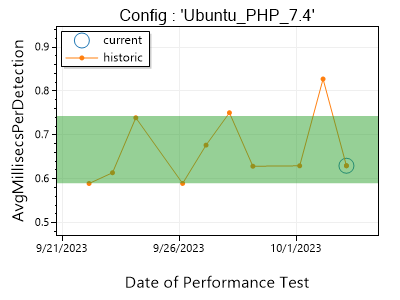 Config : 'Ubuntu_PHP_7.4'
current
historic
AvgMillisecsPerDetection
0.9
0.8
0.7
0.6
0.5
9/21/2023
9/26/2023
10/1/2023
Date of Performance Test